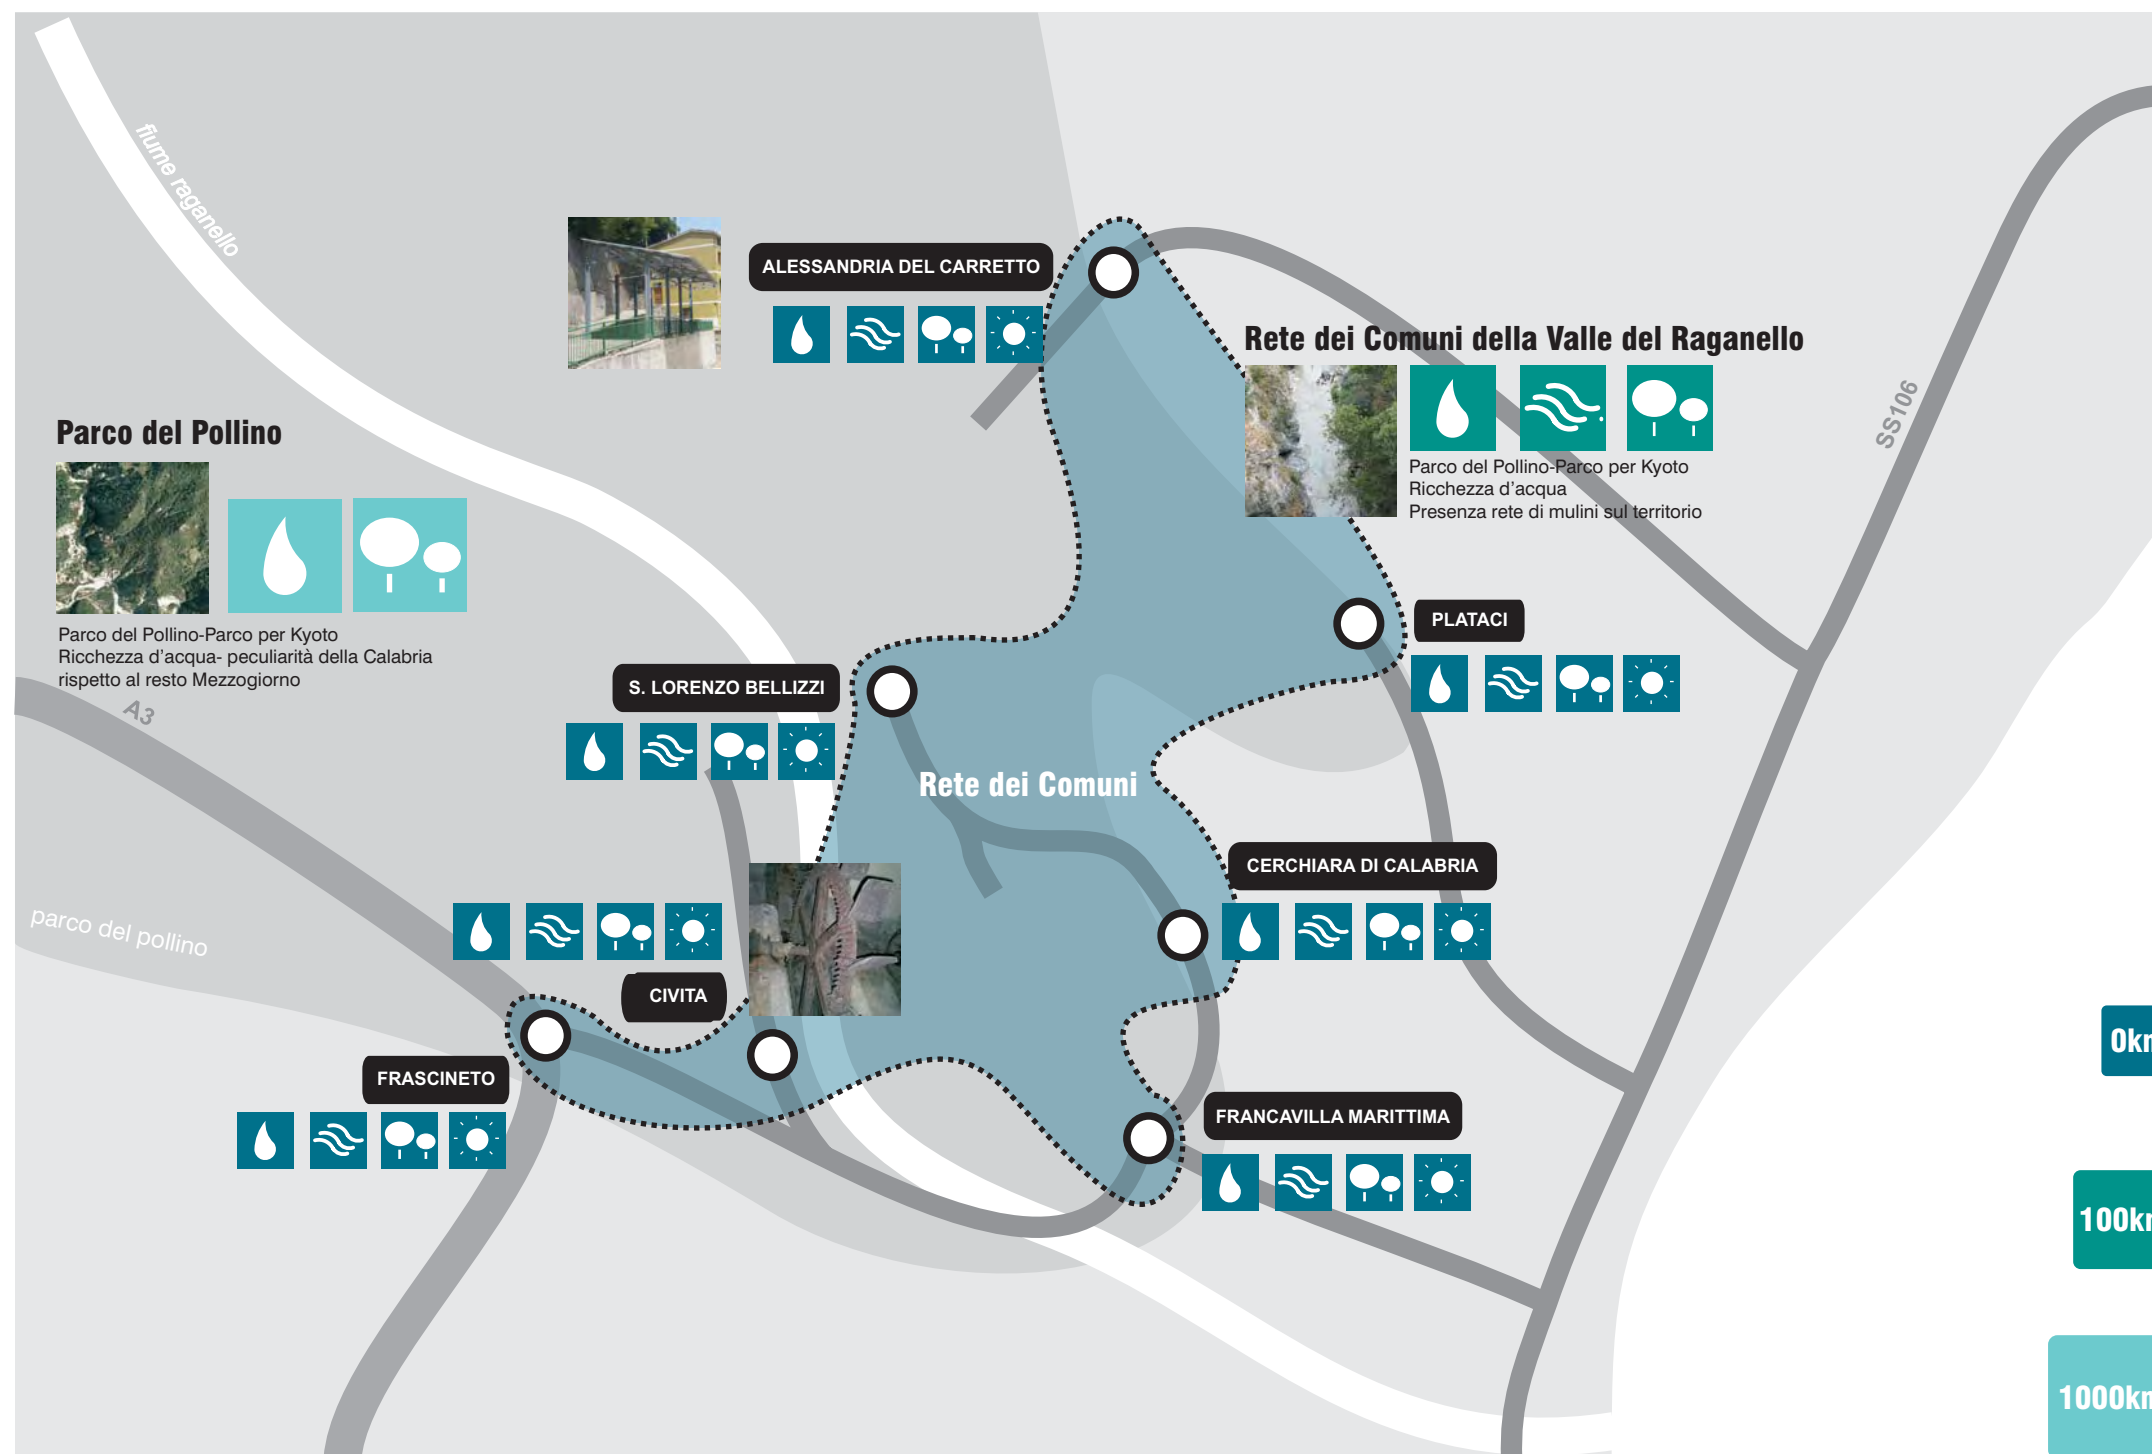 fiume raganello
ALESSANDRIA DEL CARRETTO
Rete dei Comuni della Valle del Raganello
Parco del Pollino-Parco per Kyoto
Ricchezza d'acqua
Presenza rete di mulini sul territorio
SS106
Parco del Pollino
Parco del Pollino-Parco per Kyoto
Ricchezza d'acqua- peculiarità della Calabria
rispetto al resto Mezzogiorno
A3
PLATACI
S. LORENZO BELLIZZI
Rete dei Comuni
CERCHIARA DI CALABRIA
parco del pollino
CIVITA
FRASCINETO
FRANCAVILLA MARITTIMA
0km
100km
1000km